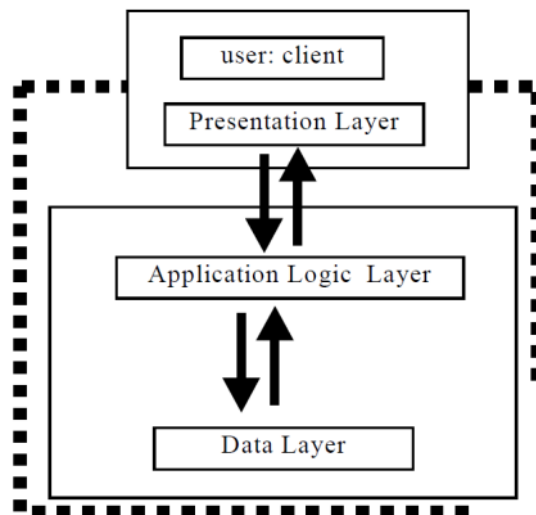 user: client
Presentation Layer
Application Logic Layer
Data Layer